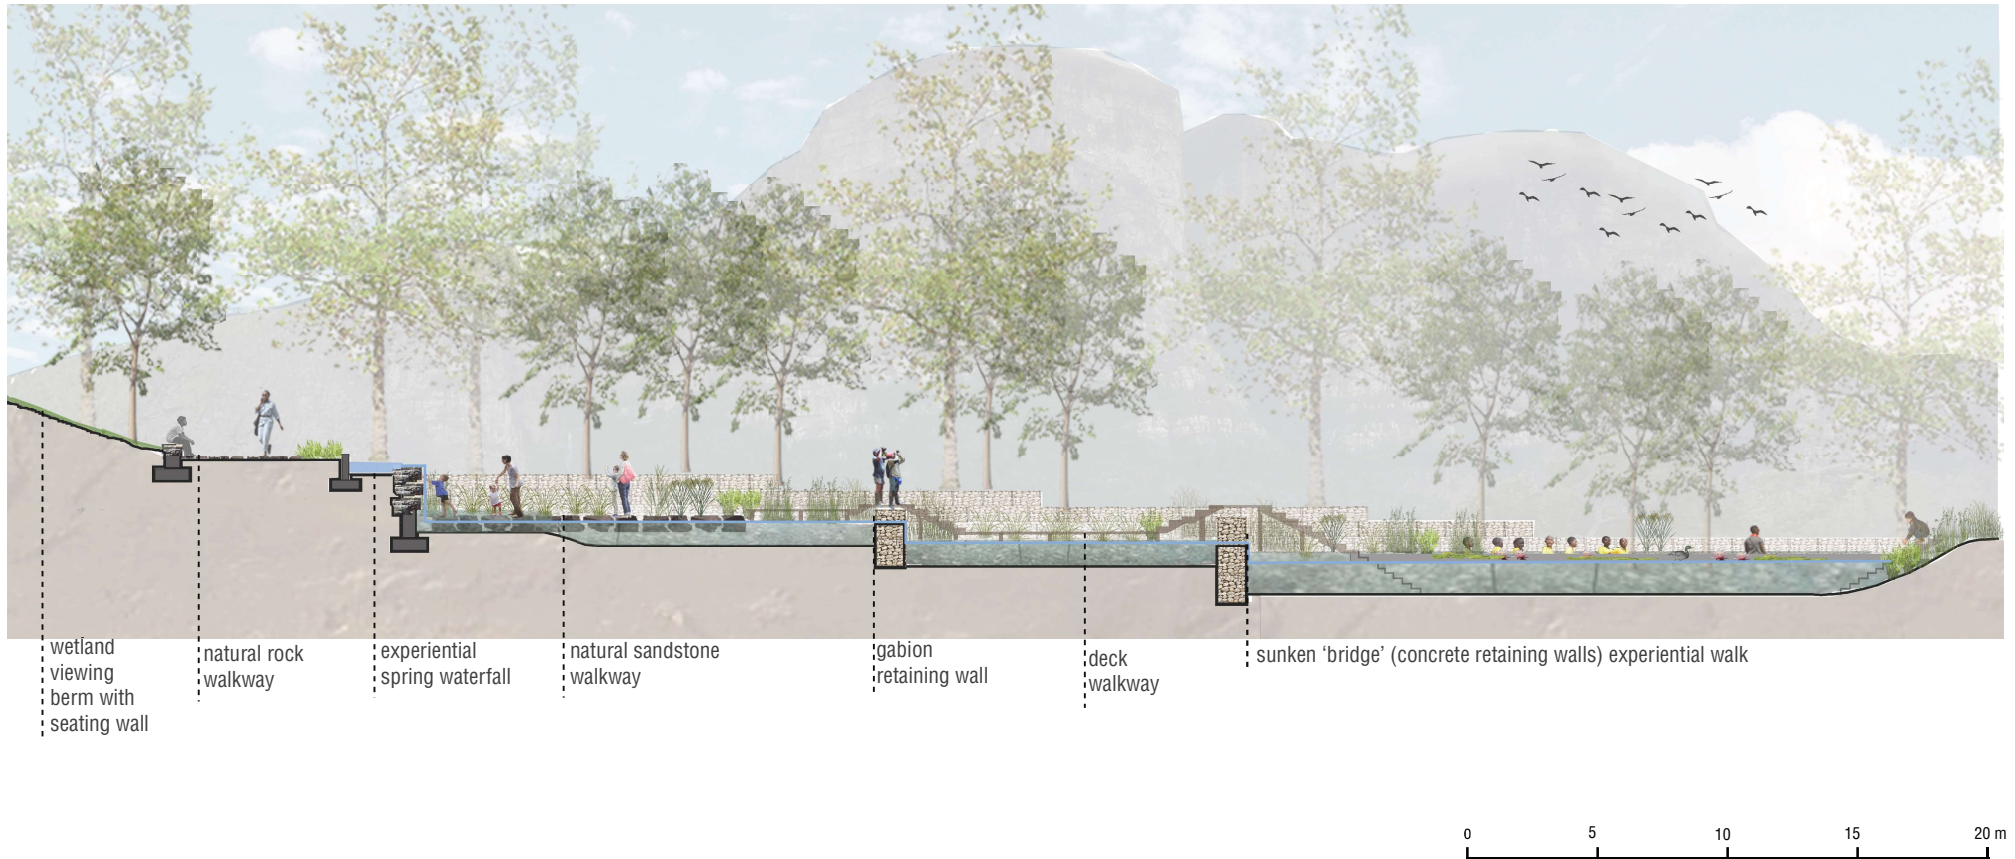 wetland
viewing
berm with
seating wall
natural rock
walkway
experiential
spring waterfall
natural sandstone
walkway
gabion
retaining wall
deck
walkway
sunken ‘bridge’ (concrete retaining walls) experiential walk
0 5 10 15 20 m